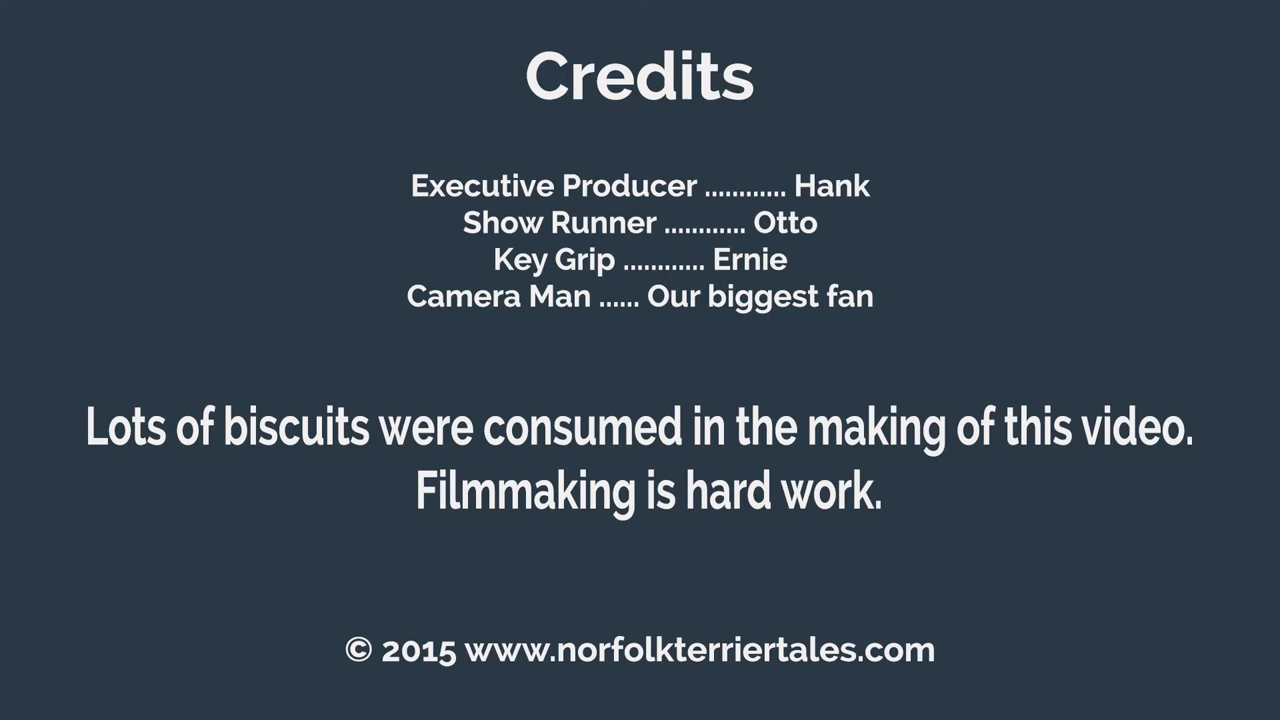 Credits
Executive Producer ............ Hank
Show Runner ............ Otto
Key Grip ............ Ernie
Camera Man ...... Our biggest fan
Lots of biscuits were consumed in the making of this video.
Filmmaking is hard work.
© 2015 www.norfolkterriertales.com